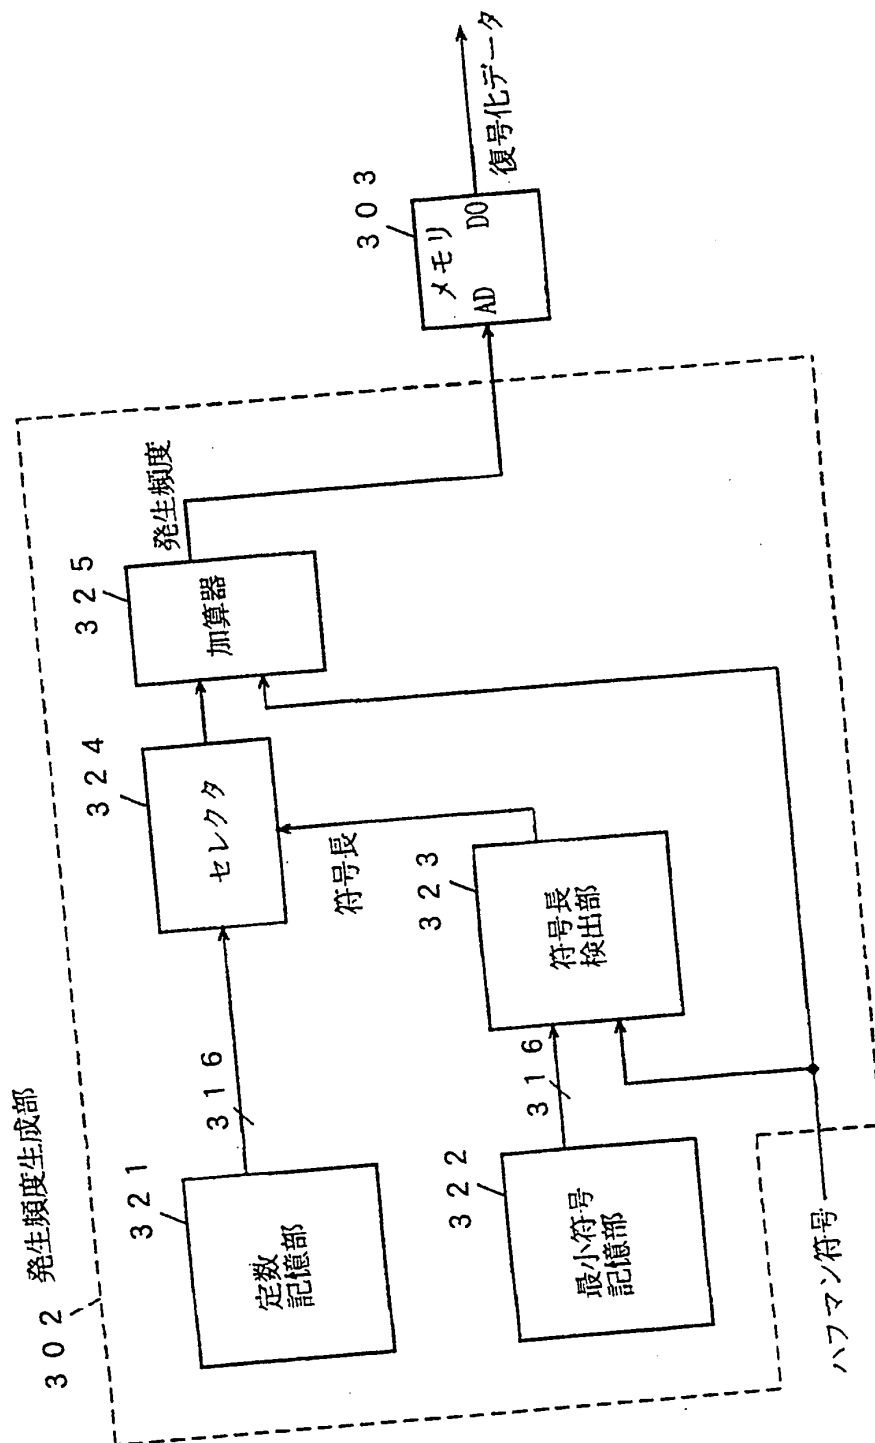 302 発生頻度生成部
321
定数
記憶部
316
324
セレクタ
325
加算器
発生頻度
303
メモリ
AD DO
復号化データ
322
最小符号
記憶部
316
323
符号長
検出部
符号長
ハフマン符号